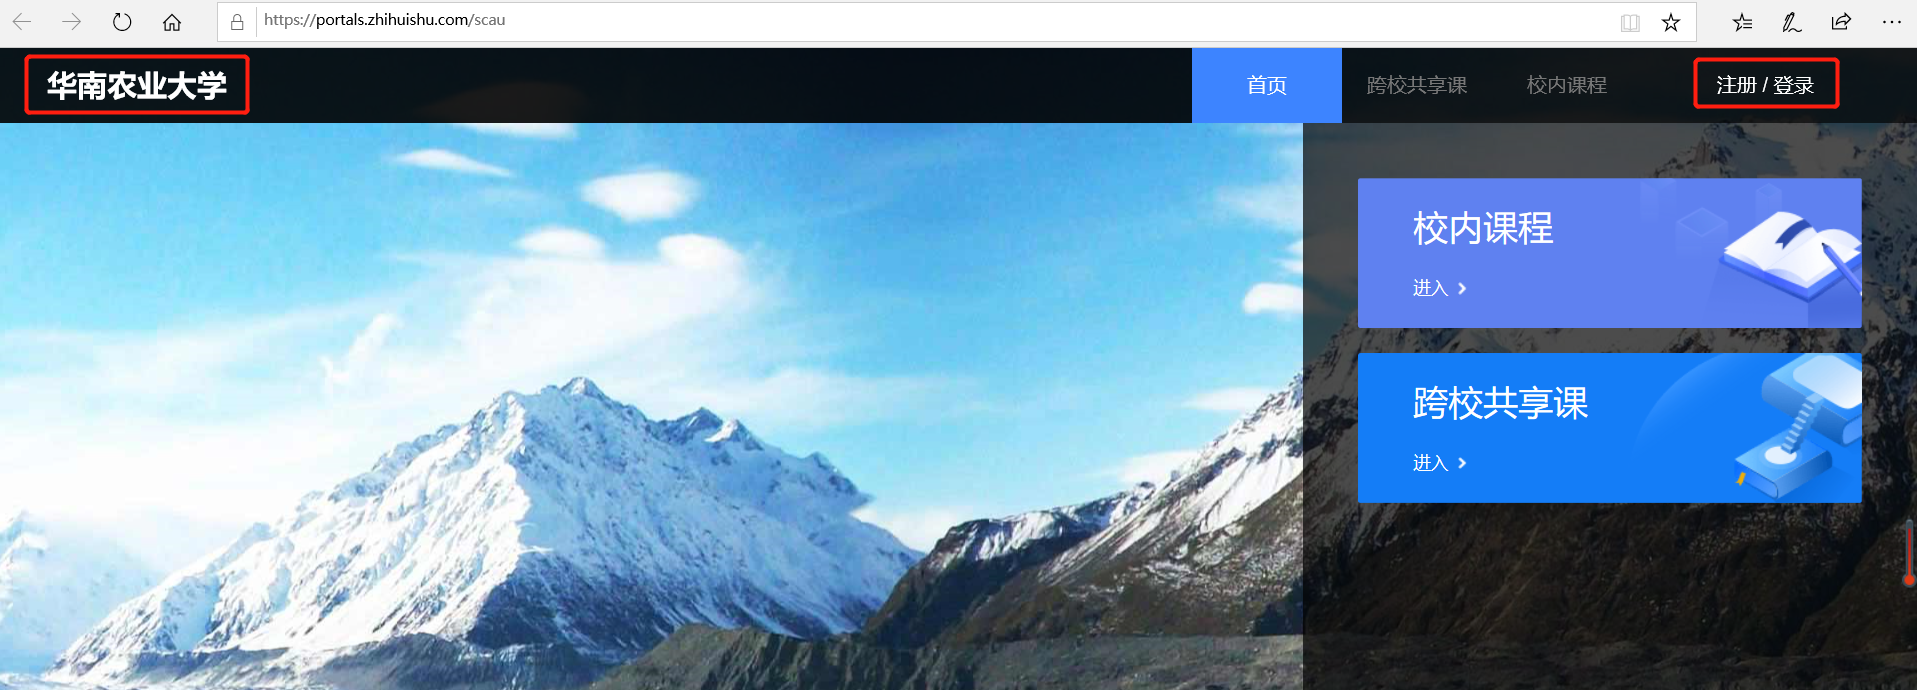 https://portals.zhihuishu.com/scau
华南农业大学
首页
跨校共享课
校内课程
注册 / 登录
校内课程
进入
跨校共享课
进入